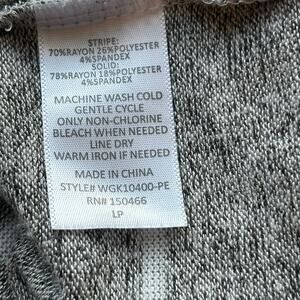 STRIPE:
70%RAYON 26%POLYESTER
4%SPANDEX
SOLID:
78%RAYON 18%POLYESTER
4%SPANDEX
MACHINE WASH COLD
GENTLE CYCLE
ONLY NON-CHLORINE
BLEACH WHEN NEEDED
LINE DRY
WARM IRON IF NEEDED
MADE IN CHINA
STYLE# WGK10400-PE
RN# 150466
LP